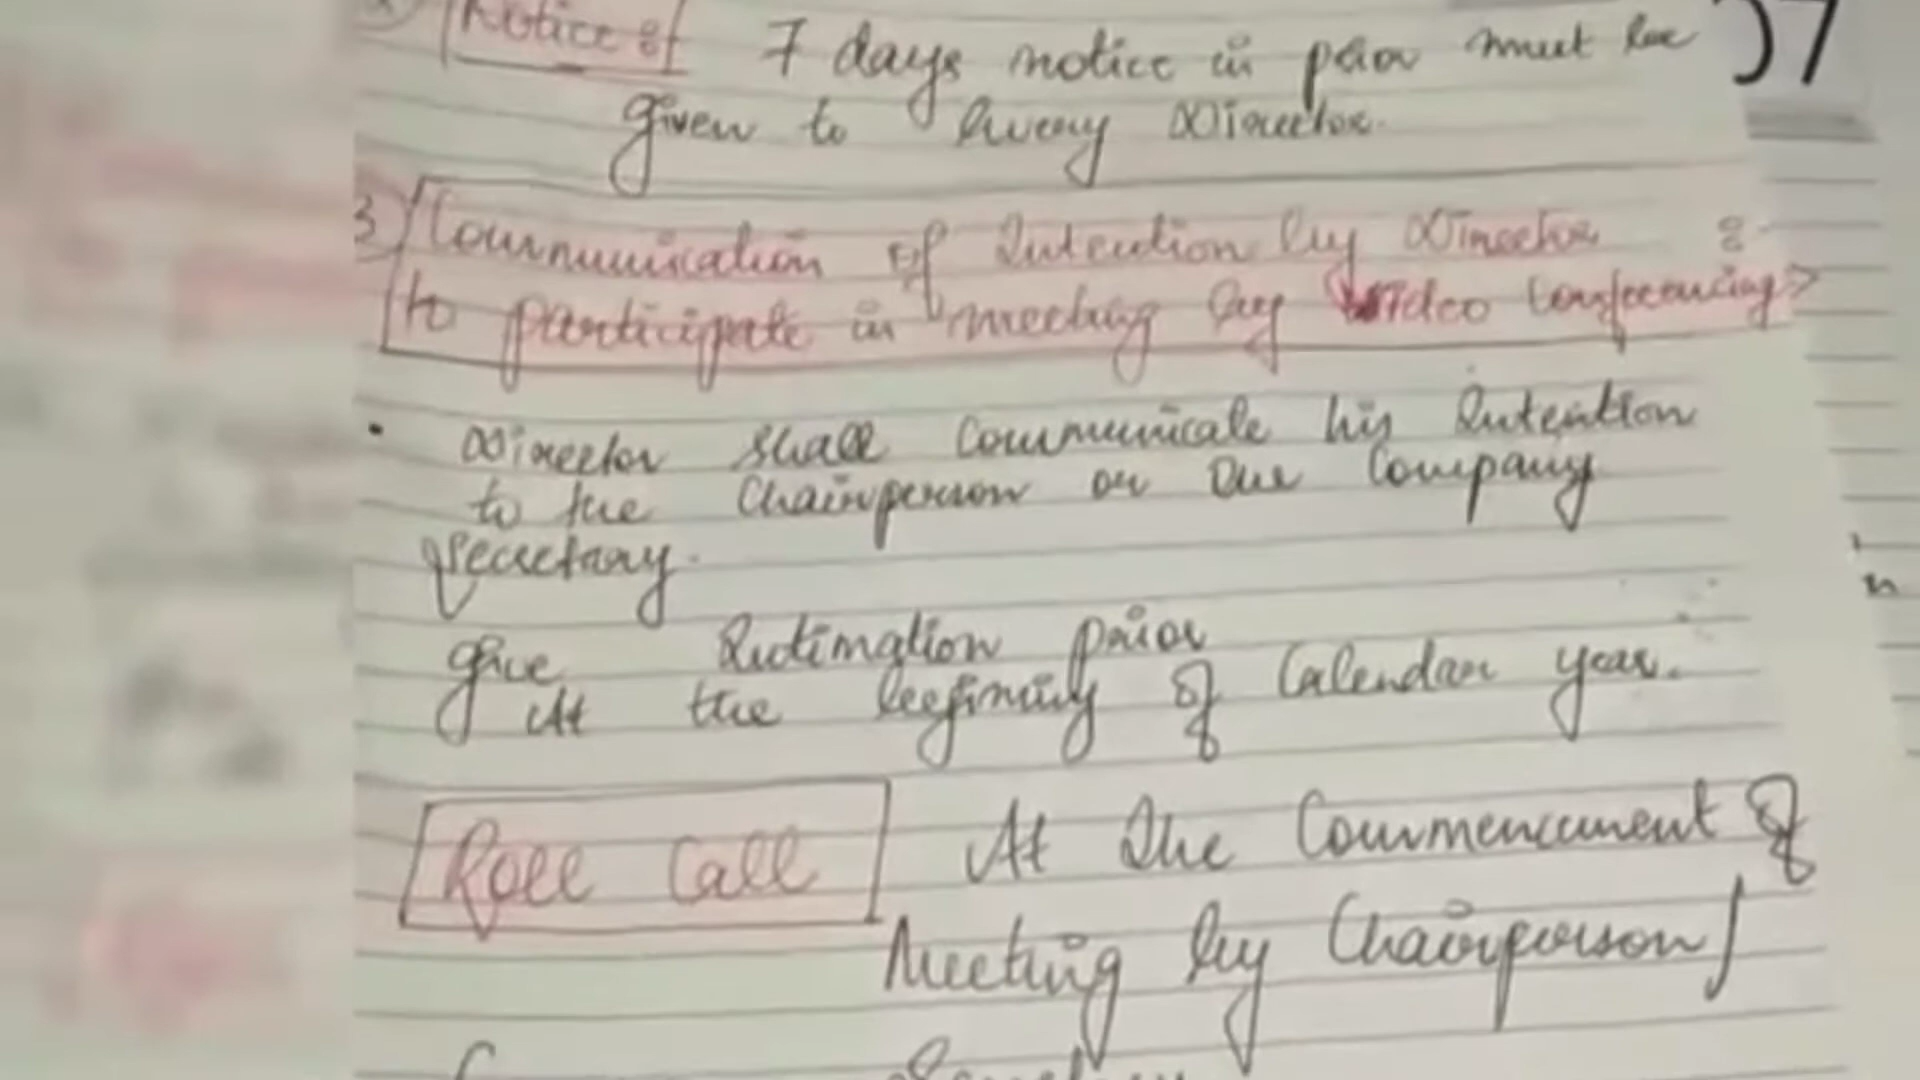 Notice of 7 days notice in prior must be 07
given to Every Director.
3) Communication of Intention by Director :-
to participate in meeting by Video Conferencing >
• Director shall Communicate his Intention
to the Chairperson or the Company
Secretary.
give Intimation prior
At the beginning of Calendar year.
Roll Call At the Commencement of
Meeting by Chairperson /